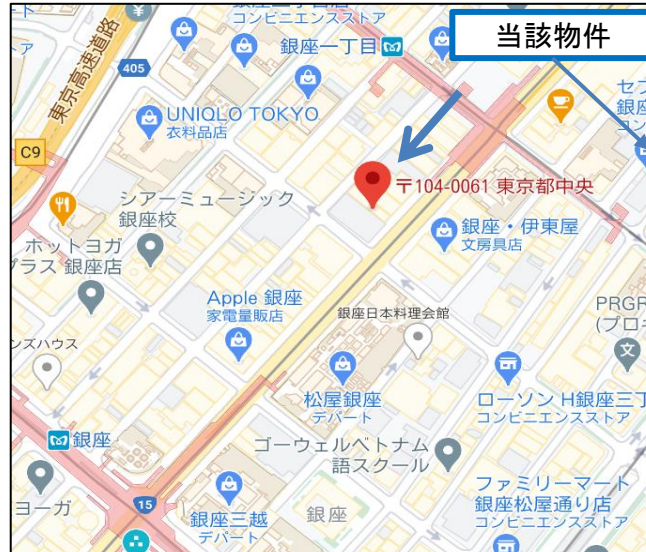 コンビニエンスストア
銀座一丁目
当該物件
東京高速道路
405
UNIQLO TOKYO
衣料品店
C9
〒104-0061 東京都中央
シアーミュージック
銀座校
銀座・伊東屋
文房具店
ホットヨガ
プラス 銀座店
Apple 銀座
家電量販店
銀座日本料理会館
PRGR
(プロギ
ンズハウス
松屋銀座
デパート
ローソン H銀座三丁
コンビニエンスストア
銀座
ゴーウェルベトナム
語スクール
ヨーガ
15
銀座三越
デパート
銀座
ファミリーマート
銀座松屋通り店
コンビニエンスストア